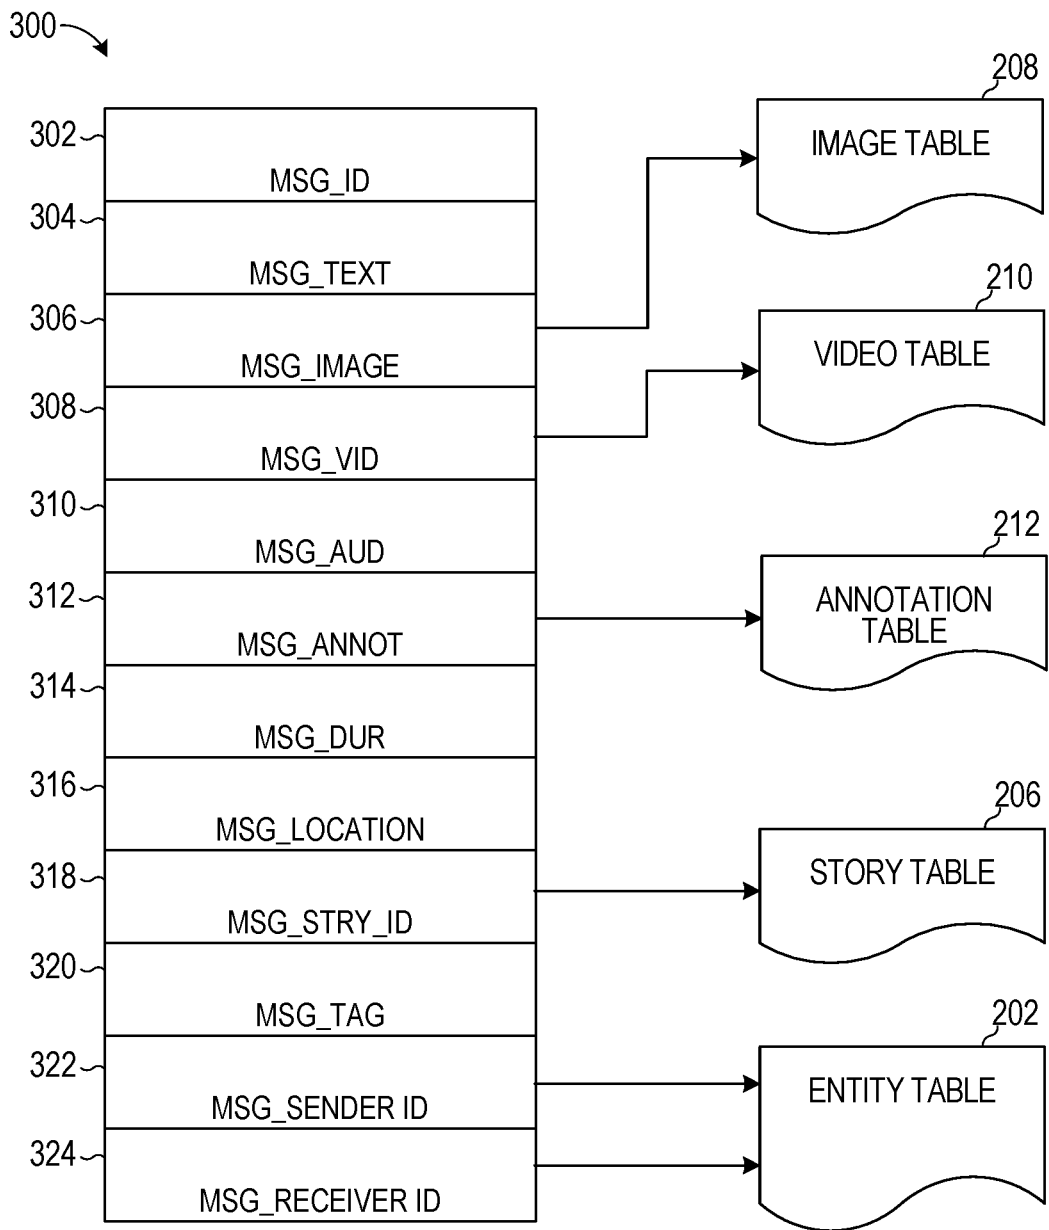 300
208
302
IMAGE TABLE
MSG_ID
304
MSG_TEXT
210
306
VIDEO TABLE
MSG_IMAGE
308
MSG_VID
310
212
MSG_AUD
312
ANNOTATION
TABLE
MSG_ANNOT
314
MSG_DUR
316
206
MSG_LOCATION
318
STORY TABLE
MSG_STRY_ID
320
MSG_TAG
202
322
ENTITY TABLE
MSG_SENDER ID
324
MSG_RECEIVER ID